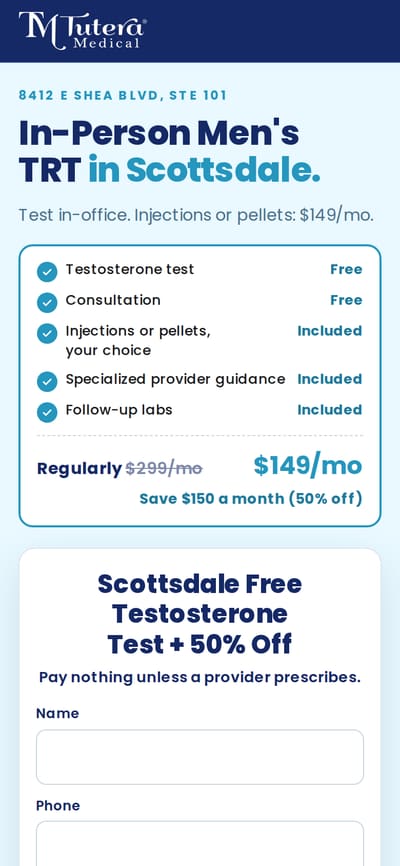 Tutera®
Medical
8412 E SHEA BLVD, STE 101
In-Person Men's
TRT in Scottsdale.
Test in-office. Injections or pellets: $149/mo.
Testosterone test Free
Consultation Free
Injections or pellets, Included
your choice
Specialized provider guidance Included
Follow-up labs Included
Regularly $299/mo $149/mo
Save $150 a month (50% off)
Scottsdale Free
Testosterone
Test + 50% Off
Pay nothing unless a provider prescribes.
Name
Phone